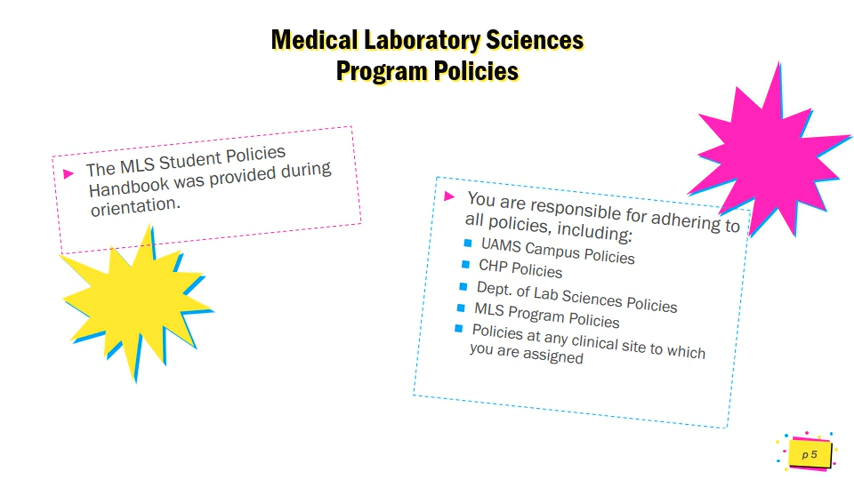 Medical Laboratory Sciences
Program Policies
The MLS Student Policies
Handbook was provided during
orientation.
You are responsible for adhering to
all policies, including:
UAMS Campus Policies
CHP Policies
Dept. of Lab Sciences Policies
MLS Program Policies
Policies at any clinical site to which
you are assigned
p 5